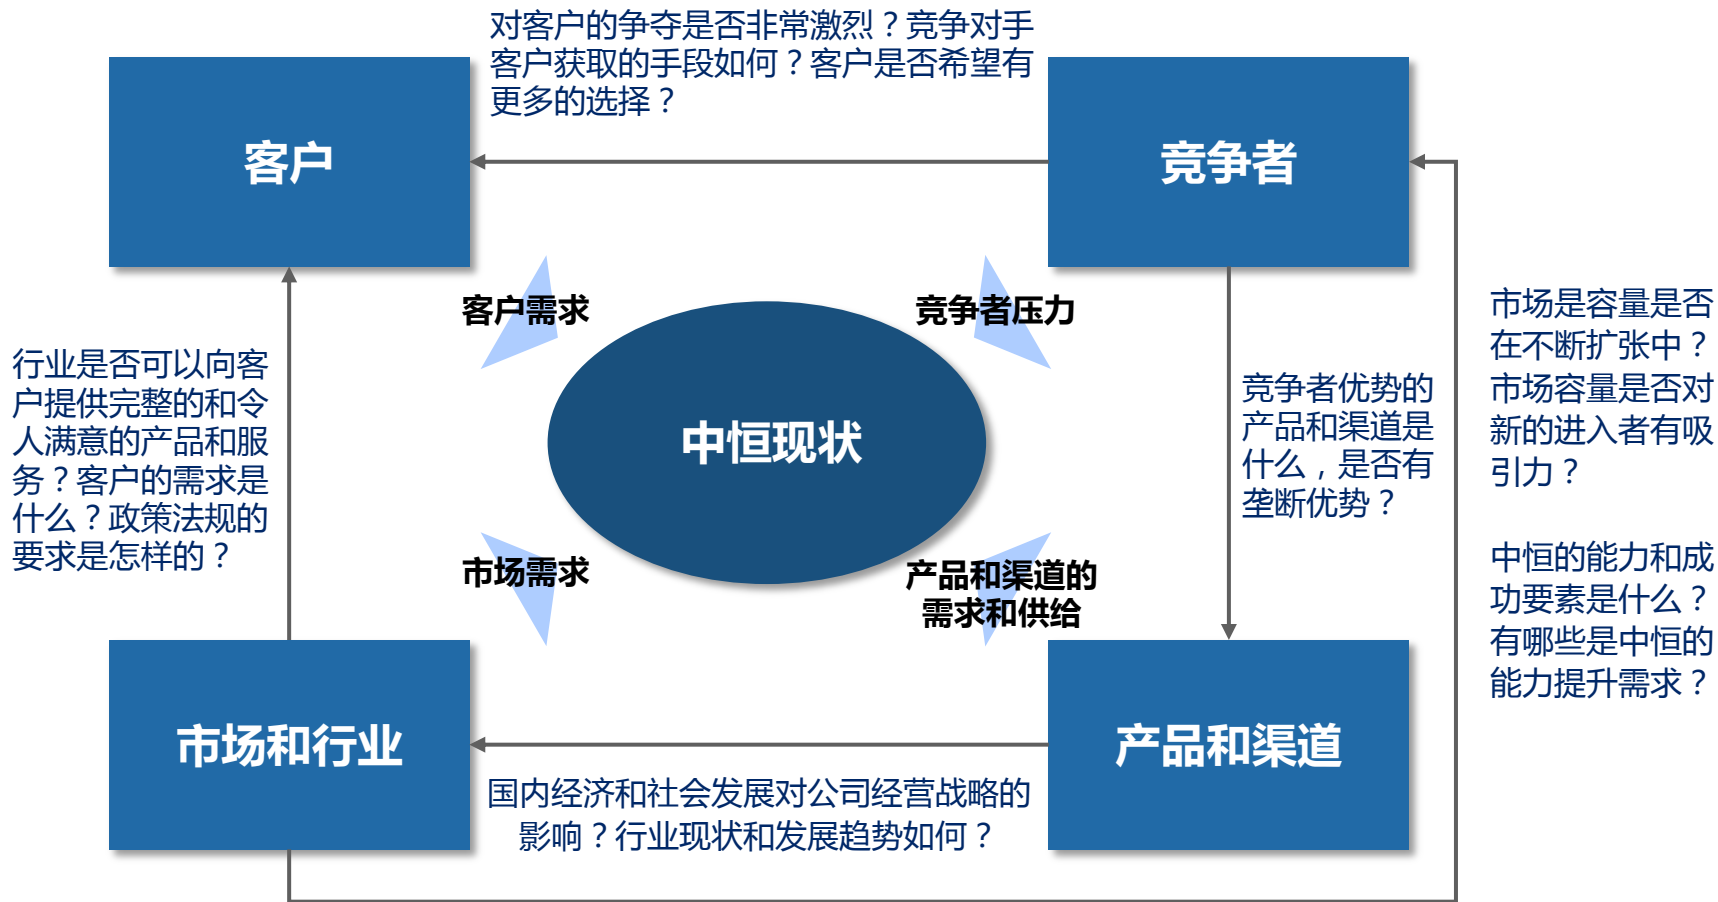 对客户的争夺是否非常激烈？竞争对手
客户获取的手段如何？客户是否希望有
更多的选择？
客户
竞争者
客户需求
竞争者压力
行业是否可以向客
户提供完整的和令
人满意的产品和服
务？客户的需求是
什么？政策法规的
要求是怎样的？
中恒现状
竞争者优势的
产品和渠道是
什么，是否有
垄断优势？
市场是容量是否
在不断扩张中？
市场容量是否对
新的进入者有吸
引力？
中恒的能力和成
功要素是什么？
有哪些是中恒的
能力提升需求？
市场需求
产品和渠道的
需求和供给
市场和行业
产品和渠道
国内经济和社会发展对公司经营战略的
影响？行业现状和发展趋势如何？